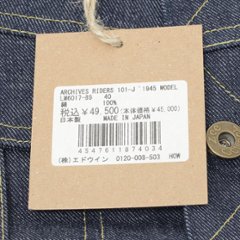 ARCHIVES RIDERS 101-J '1945 MODEL
LM6017-89 40
綿 100%
税込¥49,500(本体価格¥45,000)
日本製 MADE IN JAPAN
4547611874034
(株)エドウイン 0120-008-503 HOW